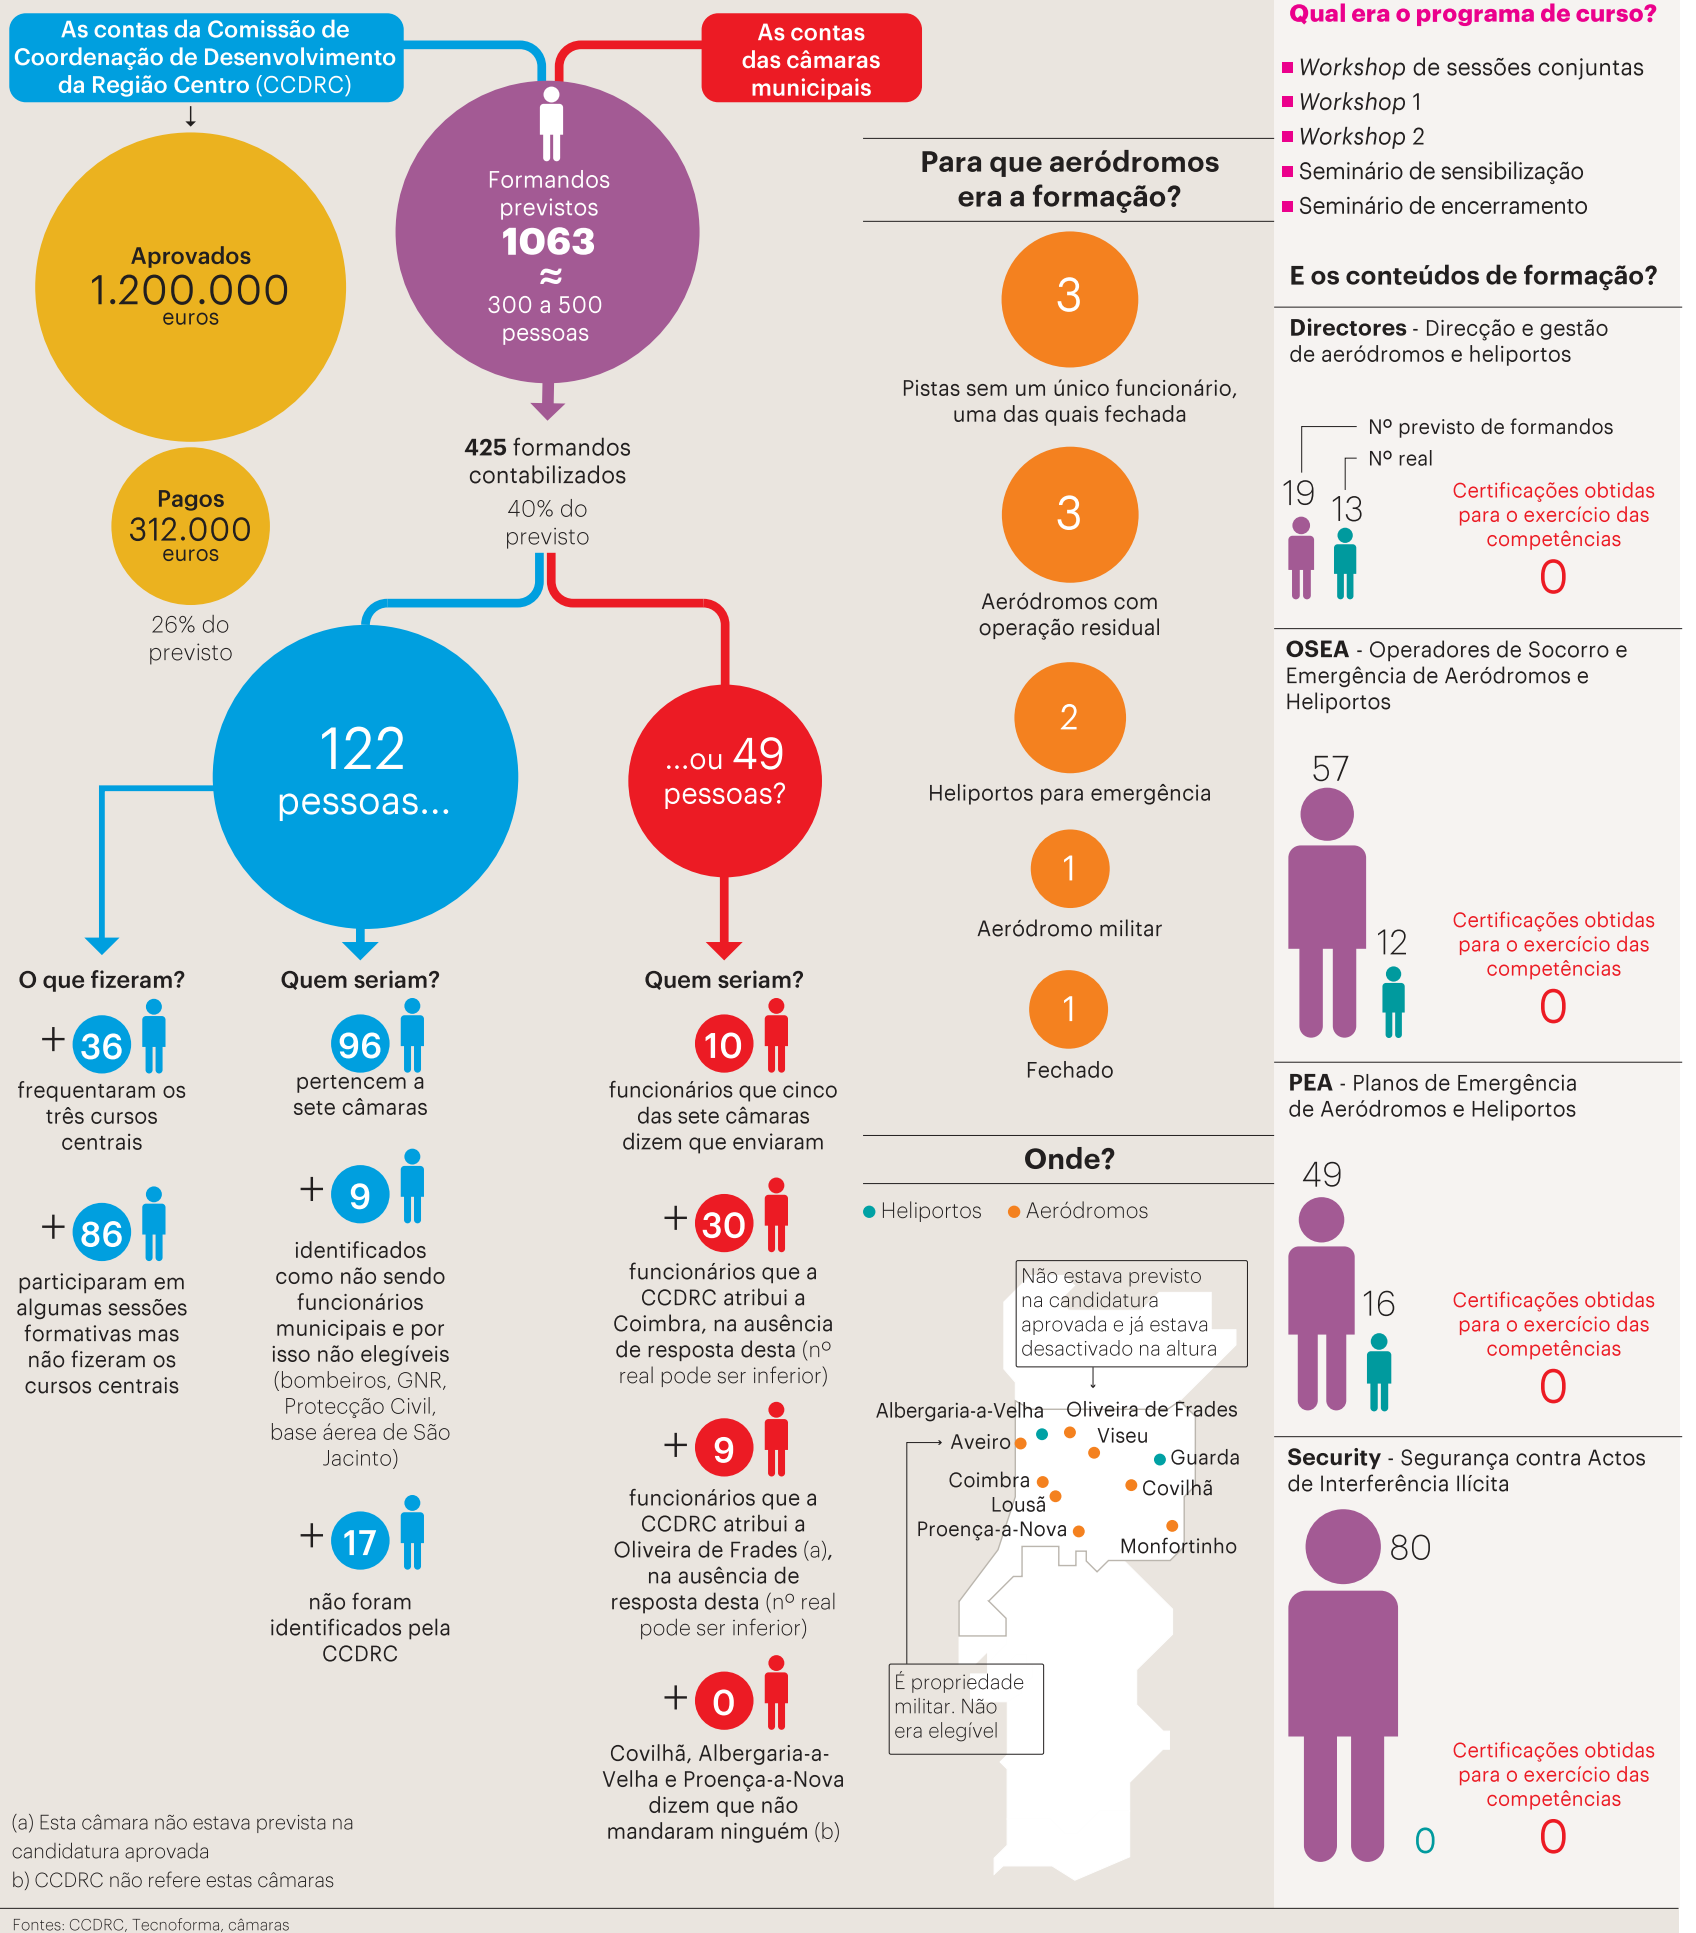 As contas da Comissão de
Coordenação de Desenvolvimento
da Região Centro (CCDRC)
Aprovados
1.200.000
euros
Pagos
312.000
euros
26% do
previsto
As contas
das câmaras
municipais
Formandos
previstos
1063
≈
300 a 500
pessoas
425 formandos
contabilizados
40% do
previsto
122
pessoas...
...ou 49
pessoas?
O que fizeram?
+ 36
frequentaram os
três cursos
centrais
+ 86
participaram em
algumas sessões
formativas mas
não fizeram os
cursos centrais
Quem seriam?
96
pertencem a
sete câmaras
+ 9
identificados
como não sendo
funcionários
municipais e por
isso não elegíveis
(bombeiros, GNR,
Protecção Civil,
base áerea de São
Jacinto)
+ 17
não foram
identificados pela
CCDRC
Quem seriam?
10
funcionários que cinco
das sete câmaras
dizem que enviaram
+ 30
funcionários que a
CCDRC atribui a
Coimbra, na ausência
de resposta desta (nº
real pode ser inferior)
+ 9
funcionários que a
CCDRC atribui a
Oliveira de Frades (a),
na ausência de
resposta desta (nº real
pode ser inferior)
+ 0
Covilhã, Albergaria-a-
Velha e Proença-a-Nova
dizem que não
mandaram ninguém (b)
(a) Esta câmara não estava prevista na
candidatura aprovada
b) CCDRC não refere estas câmaras
Para que aeródromos
era a formação?
3
Pistas sem um único funcionário,
uma das quais fechada
3
Aeródromos com
operação residual
2
Heliportos para emergência
1
Aeródromo militar
1
Fechado
Onde?
Heliportos
Aeródromos
Não estava previsto
na candidatura
aprovada e já estava
desactivado na altura
Albergaria-a-Velha
Oliveira de Frades
Viseu
Aveiro
Guarda
Coimbra
Covilhã
Lousã
Proença-a-Nova
Monfortinho
É propriedade
militar. Não
era elegível
Qual era o programa de curso?
Workshop de sessões conjuntas
Workshop 1
Workshop 2
Seminário de sensibilização
Seminário de encerramento
E os conteúdos de formação?
Directores - Direcção e gestão
de aeródromos e heliportos
Nº previsto de formandos
Nº real
19
13
Certificações obtidas
para o exercício das
competências
0
OSEA - Operadores de Socorro e
Emergência de Aeródromos e
Heliportos
57
12
Certificações obtidas
para o exercício das
competências
0
PEA - Planos de Emergência
de Aeródromos e Heliportos
49
16
Certificações obtidas
para o exercício das
competências
0
Security - Segurança contra Actos
de Interferência Ilícita
80
0
Certificações obtidas
para o exercício das
competências
0
Fontes: CCDRC, Tecnoforma, câmaras